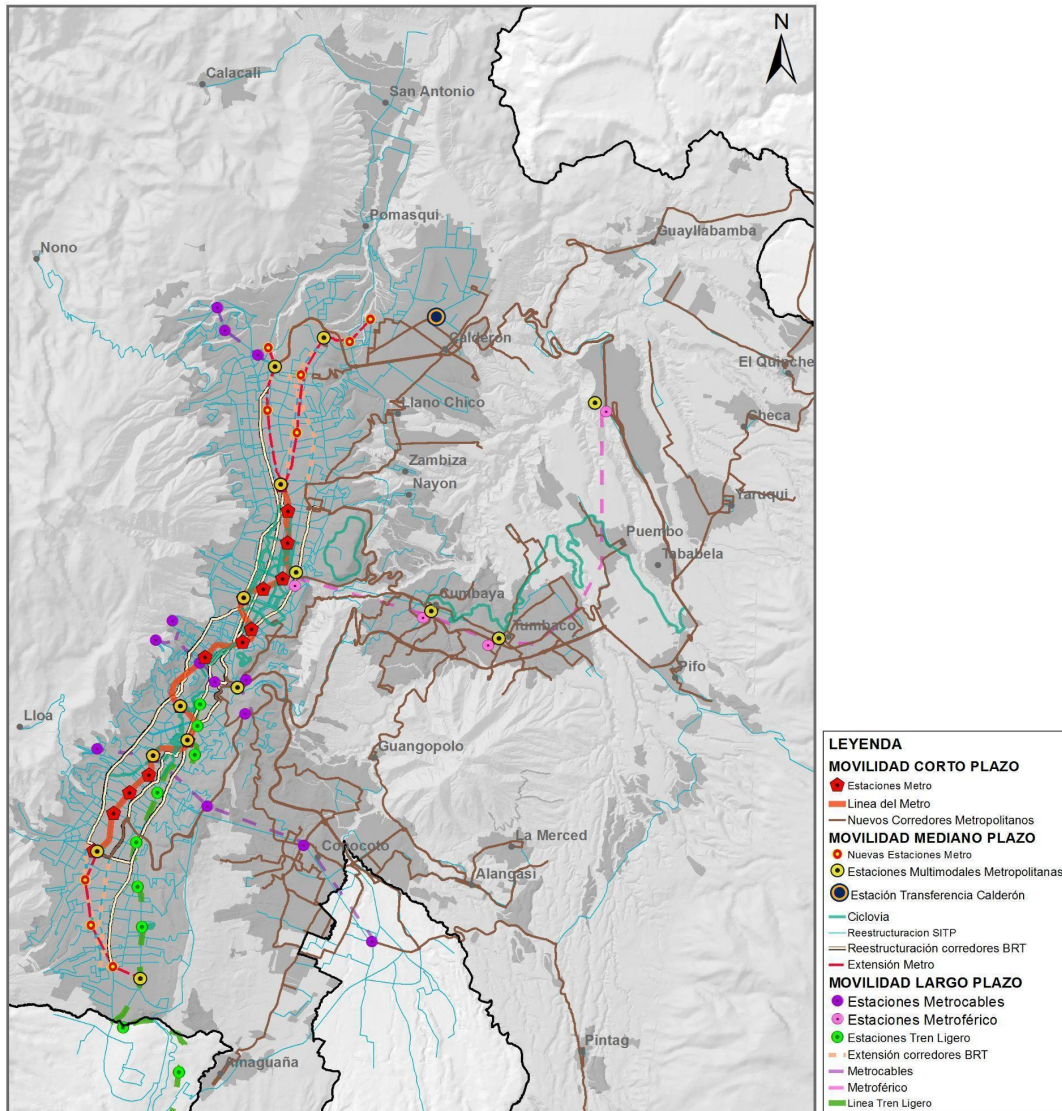 N
Calacali
San Antonio
Pomasqui
Guayllabamba
Nono
Calderon
El Quinche
Llano Chico
Checa
Zambiza
Nayon
Yaruqui
Puembo
Tababela
Cumbaya
Tumbaco
Pifo
Lloa
Guangopolo
La Merced
Conocoto
Alangasi
Pintag
Amaguaña
LEYENDA
MOVILIDAD CORTO PLAZO
Estaciones Metro
Linea del Metro
Nuevos Corredores Metropolitanos
MOVILIDAD MEDIANO PLAZO
Nuevas Estaciones Metro
Estaciones Multimodales Metropolitanas
Estación Transferencia Calderón
Ciclovia
Reestructuracion SITP
Reestructuración corredores BRT
Extensión Metro
MOVILIDAD LARGO PLAZO
Estaciones Metrocables
Estaciones Metroférico
Estaciones Tren Ligero
Extensión corredores BRT
Metrocables
Metroférico
Linea Tren Ligero